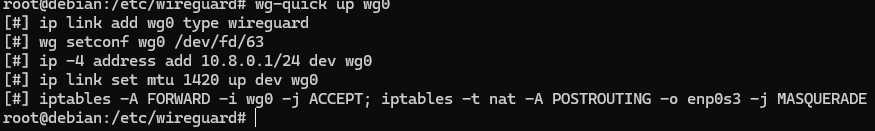 root@debian:/etc/wireguard# wg-quick up wg0
[#] ip link add wg0 type wireguard
[#] wg setconf wg0 /dev/fd/63
[#] ip -4 address add 10.8.0.1/24 dev wg0
[#] ip link set mtu 1420 up dev wg0
[#] iptables -A FORWARD -i wg0 -j ACCEPT; iptables -t nat -A POSTROUTING -o enp0s3 -j MASQUERADE
root@debian:/etc/wireguard#